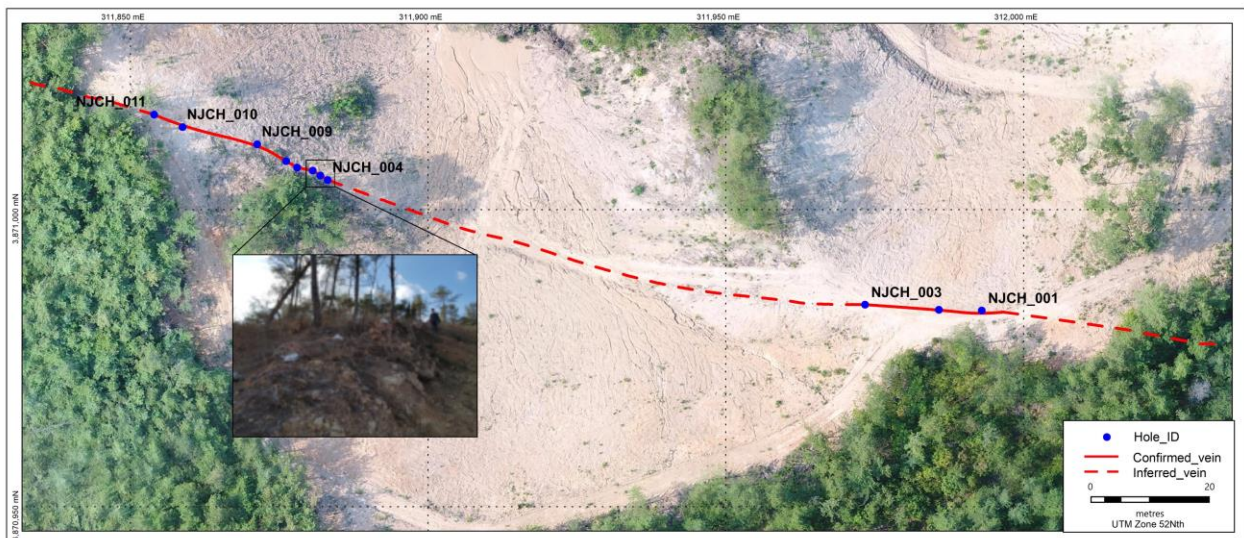 311,850 mE
311,900 mE
311,950 mE
312,000 mE
NJCH_011
NJCH_010
NJCH_009
NJCH_004
3,871,000 mN
NJCH_003
NJCH_001
3,870,950 mN
Hole_ID
Confirmed_vein
Inferred_vein
0
20
metres
UTM Zone 52Nth